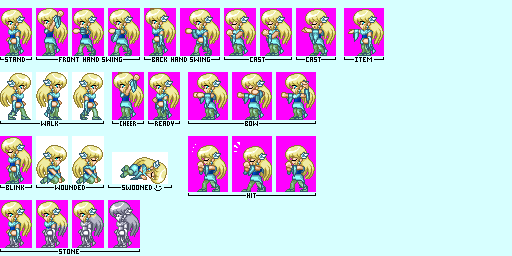 STAND FRONT HAND SWING BACK HAND SWING CAST CAST ITEM
WALK CHEER READY BOW
BLINK WOUNDED SWOONED
HIT
STONE